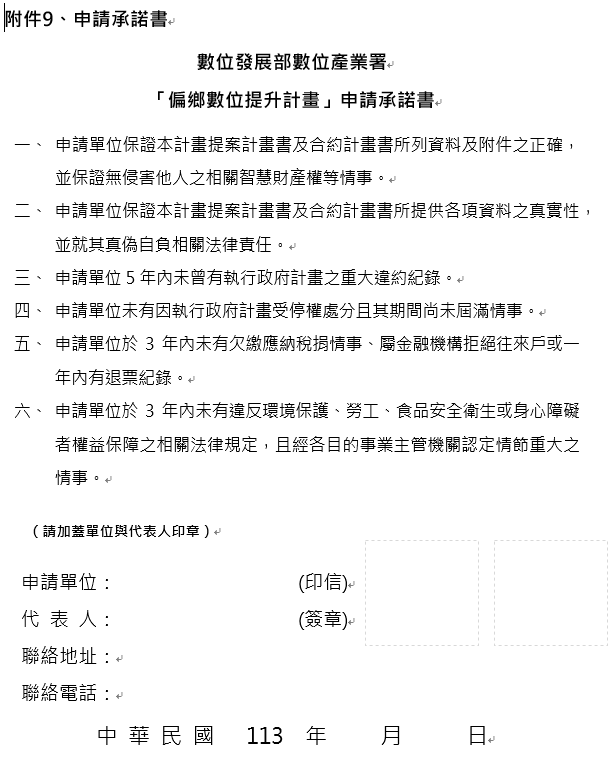 附件9、申請承諾書
數位發展部數位產業署
「偏鄉數位提升計畫」申請承諾書
一、 申請單位保證本計畫提案計畫書及合約計畫書所列資料及附件之正確，
並保證無侵害他人之相關智慧財產權等情事。
二、 申請單位保證本計畫提案計畫書及合約計畫書所提供各項資料之真實性，
並就其真偽自負相關法律責任。
三、 申請單位 5 年內未曾有執行政府計畫之重大違約紀錄。
四、 申請單位未有因執行政府計畫受停權處分且其期間尚未屆滿情事。
五、 申請單位於 3 年內未有欠繳應納稅捐情事、屬金融機構拒絕往來戶或一
年內有退票紀錄。
六、 申請單位於 3 年內未有違反環境保護、勞工、食品安全衛生或身心障礙
者權益保障之相關法律規定，且經各目的事業主管機關認定情節重大之
情事。
（請加蓋單位與代表人印章）
申請單位： (印信)
代 表 人： (簽章)
聯絡地址：
聯絡電話：
中 華 民 國 113 年 月 日